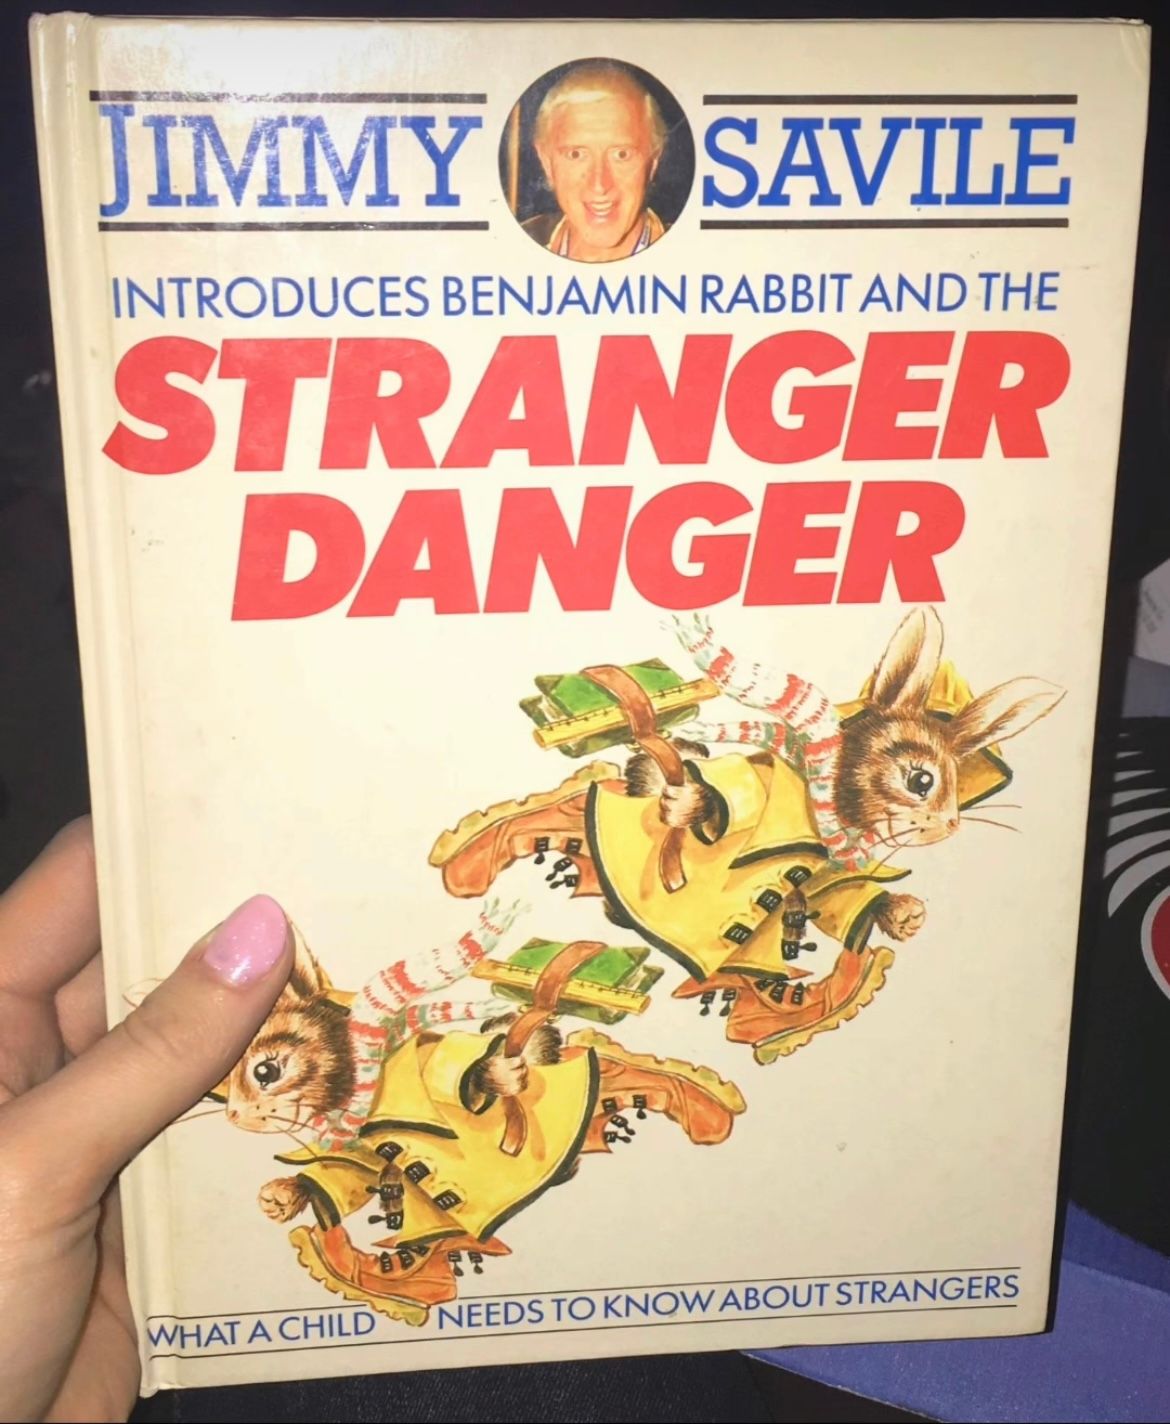 JIMMY SAVILE
INTRODUCES BENJAMIN RABBIT AND THE
STRANGER
DANGER
WHAT A CHILD NEEDS TO KNOW ABOUT STRANGERS